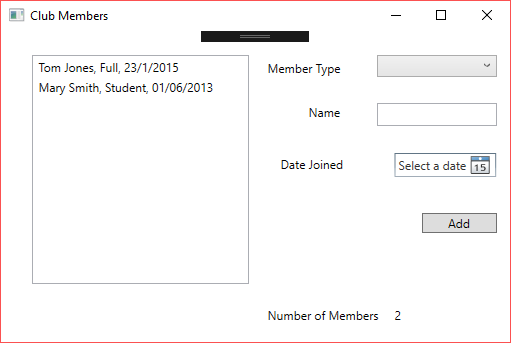 Club Members
Tom Jones, Full, 23/1/2015
Mary Smith, Student, 01/06/2013
Member Type
Name
Date Joined
Select a date 15
Add
Number of Members 2